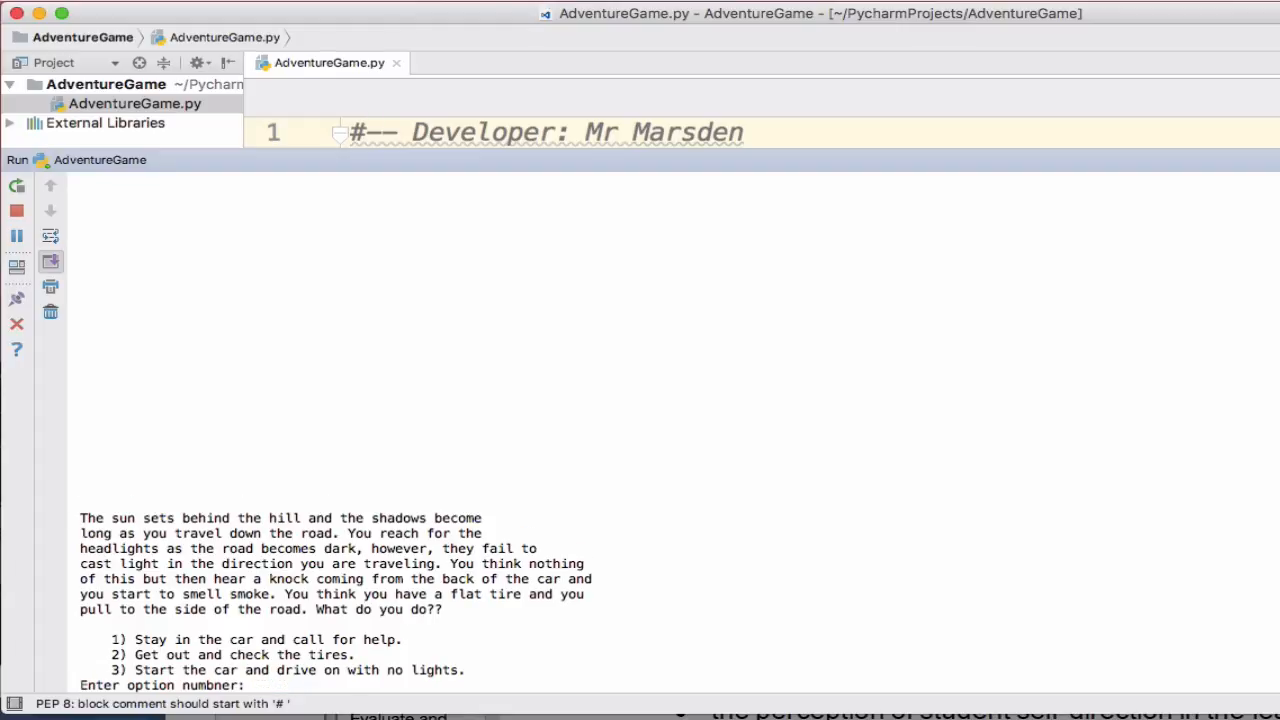 AdventureGame.py - AdventureGame - [~/PycharmProjects/AdventureGame]
AdventureGame AdventureGame.py
Project AdventureGame.py
AdventureGame ~/Pycharm
AdventureGame.py
External Libraries
1 #-- Developer: Mr Marsden
Run AdventureGame
?
The sun sets behind the hill and the shadows become
long as you travel down the road. You reach for the
headlights as the road becomes dark, however, they fail to
cast light in the direction you are traveling. You think nothing
of this but then hear a knock coming from the back of the car and
you start to smell smoke. You think you have a flat tire and you
pull to the side of the road. What do you do??
1) Stay in the car and call for help.
2) Get out and check the tires.
3) Start the car and drive on with no lights.
Enter option numbner:
PEP 8: block comment should start with '# '
Evaluate and • the perception of student self-direction in the